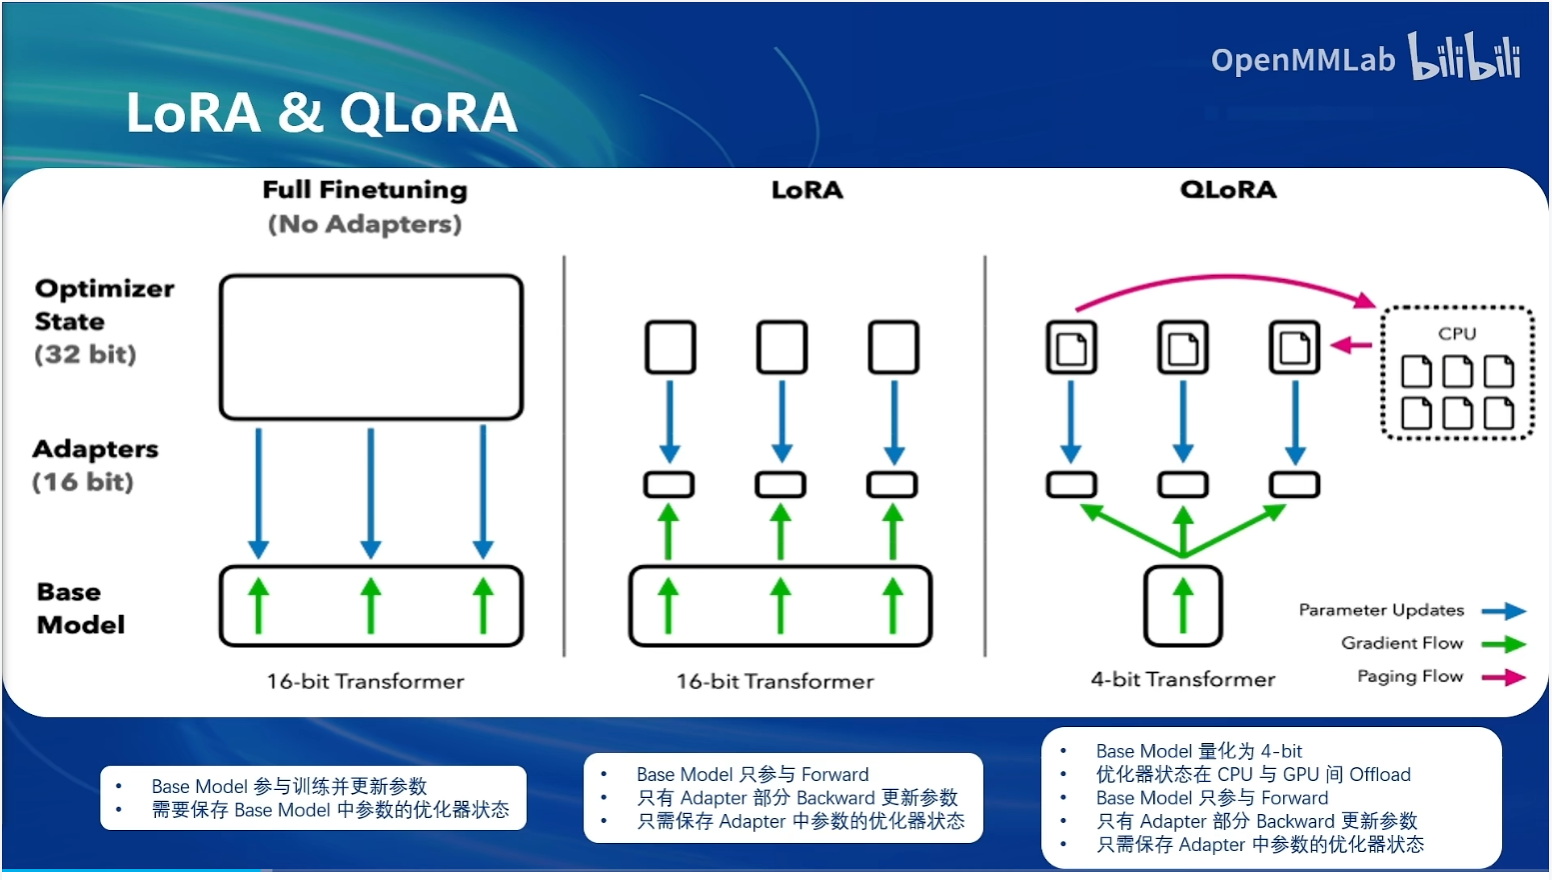 OpenMMLab bilibili
LoRA & QLoRA
Full Finetuning
(No Adapters)
LoRA
QLoRA
Optimizer
State
(32 bit)
CPU
Adapters
(16 bit)
Base
Model
Parameter Updates
Gradient Flow
Paging Flow
16-bit Transformer
16-bit Transformer
4-bit Transformer
• Base Model 参与训练并更新参数
• 需要保存 Base Model 中参数的优化器状态
• Base Model 只参与 Forward
• 只有 Adapter 部分 Backward 更新参数
• 只需保存 Adapter 中参数的优化器状态
• Base Model 量化为 4-bit
• 优化器状态在 CPU 与 GPU 间 Offload
• Base Model 只参与 Forward
• 只有 Adapter 部分 Backward 更新参数
• 只需保存 Adapter 中参数的优化器状态